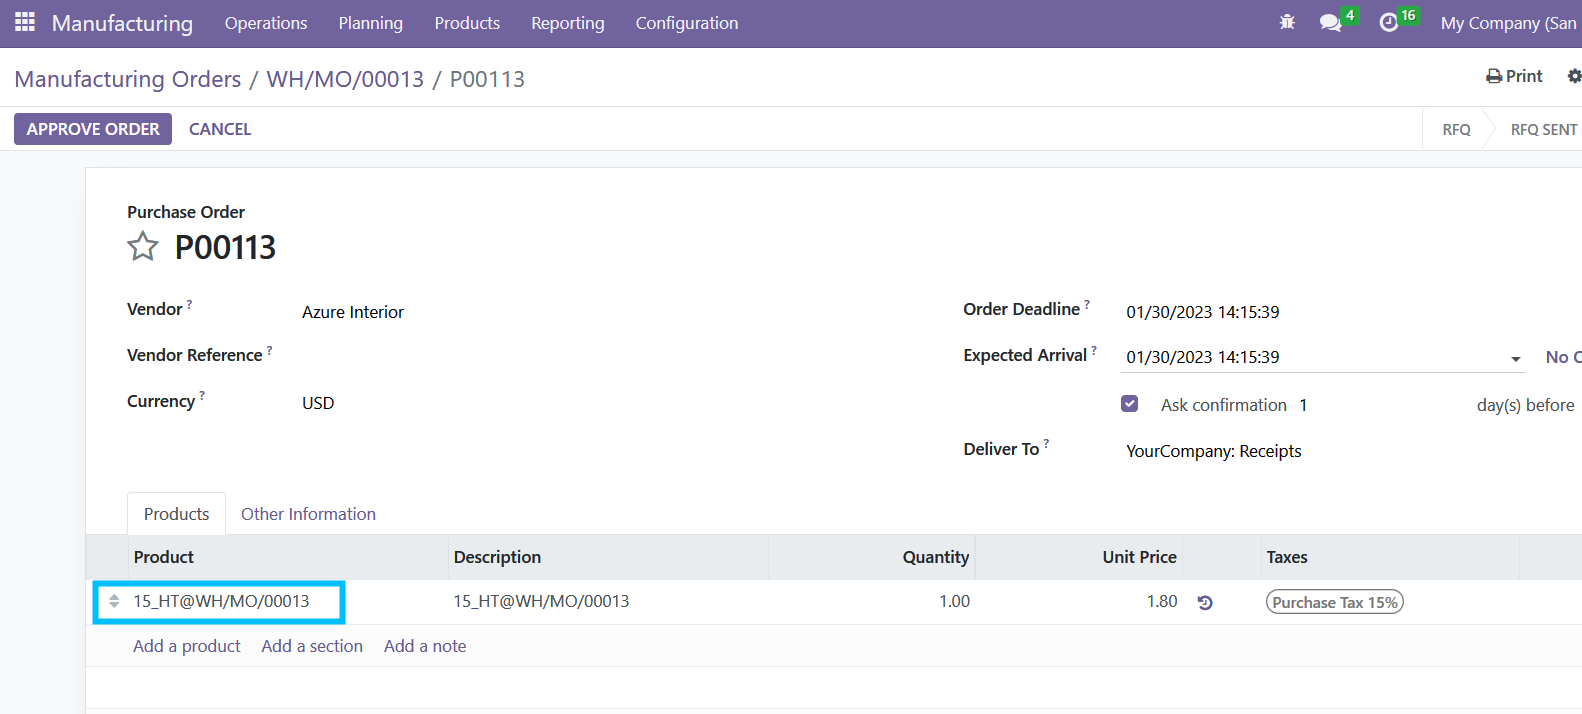 Manufacturing Operations Planning Products Reporting Configuration 4 16 My Company (San
Manufacturing Orders / WH/MO/00013 / P00113 Print
APPROVE ORDER CANCEL RFQ RFQ SENT
Purchase Order
P00113
Vendor ? Azure Interior Order Deadline ? 01/30/2023 14:15:39
Vendor Reference ? Expected Arrival ? 01/30/2023 14:15:39 No
Currency ? USD Ask confirmation 1 day(s) before
Deliver To ? YourCompany: Receipts
Products Other Information
Product Description Quantity Unit Price Taxes
15_HT@WH/MO/00013 15_HT@WH/MO/00013 1.00 1.80 Purchase Tax 15%
Add a product Add a section Add a note